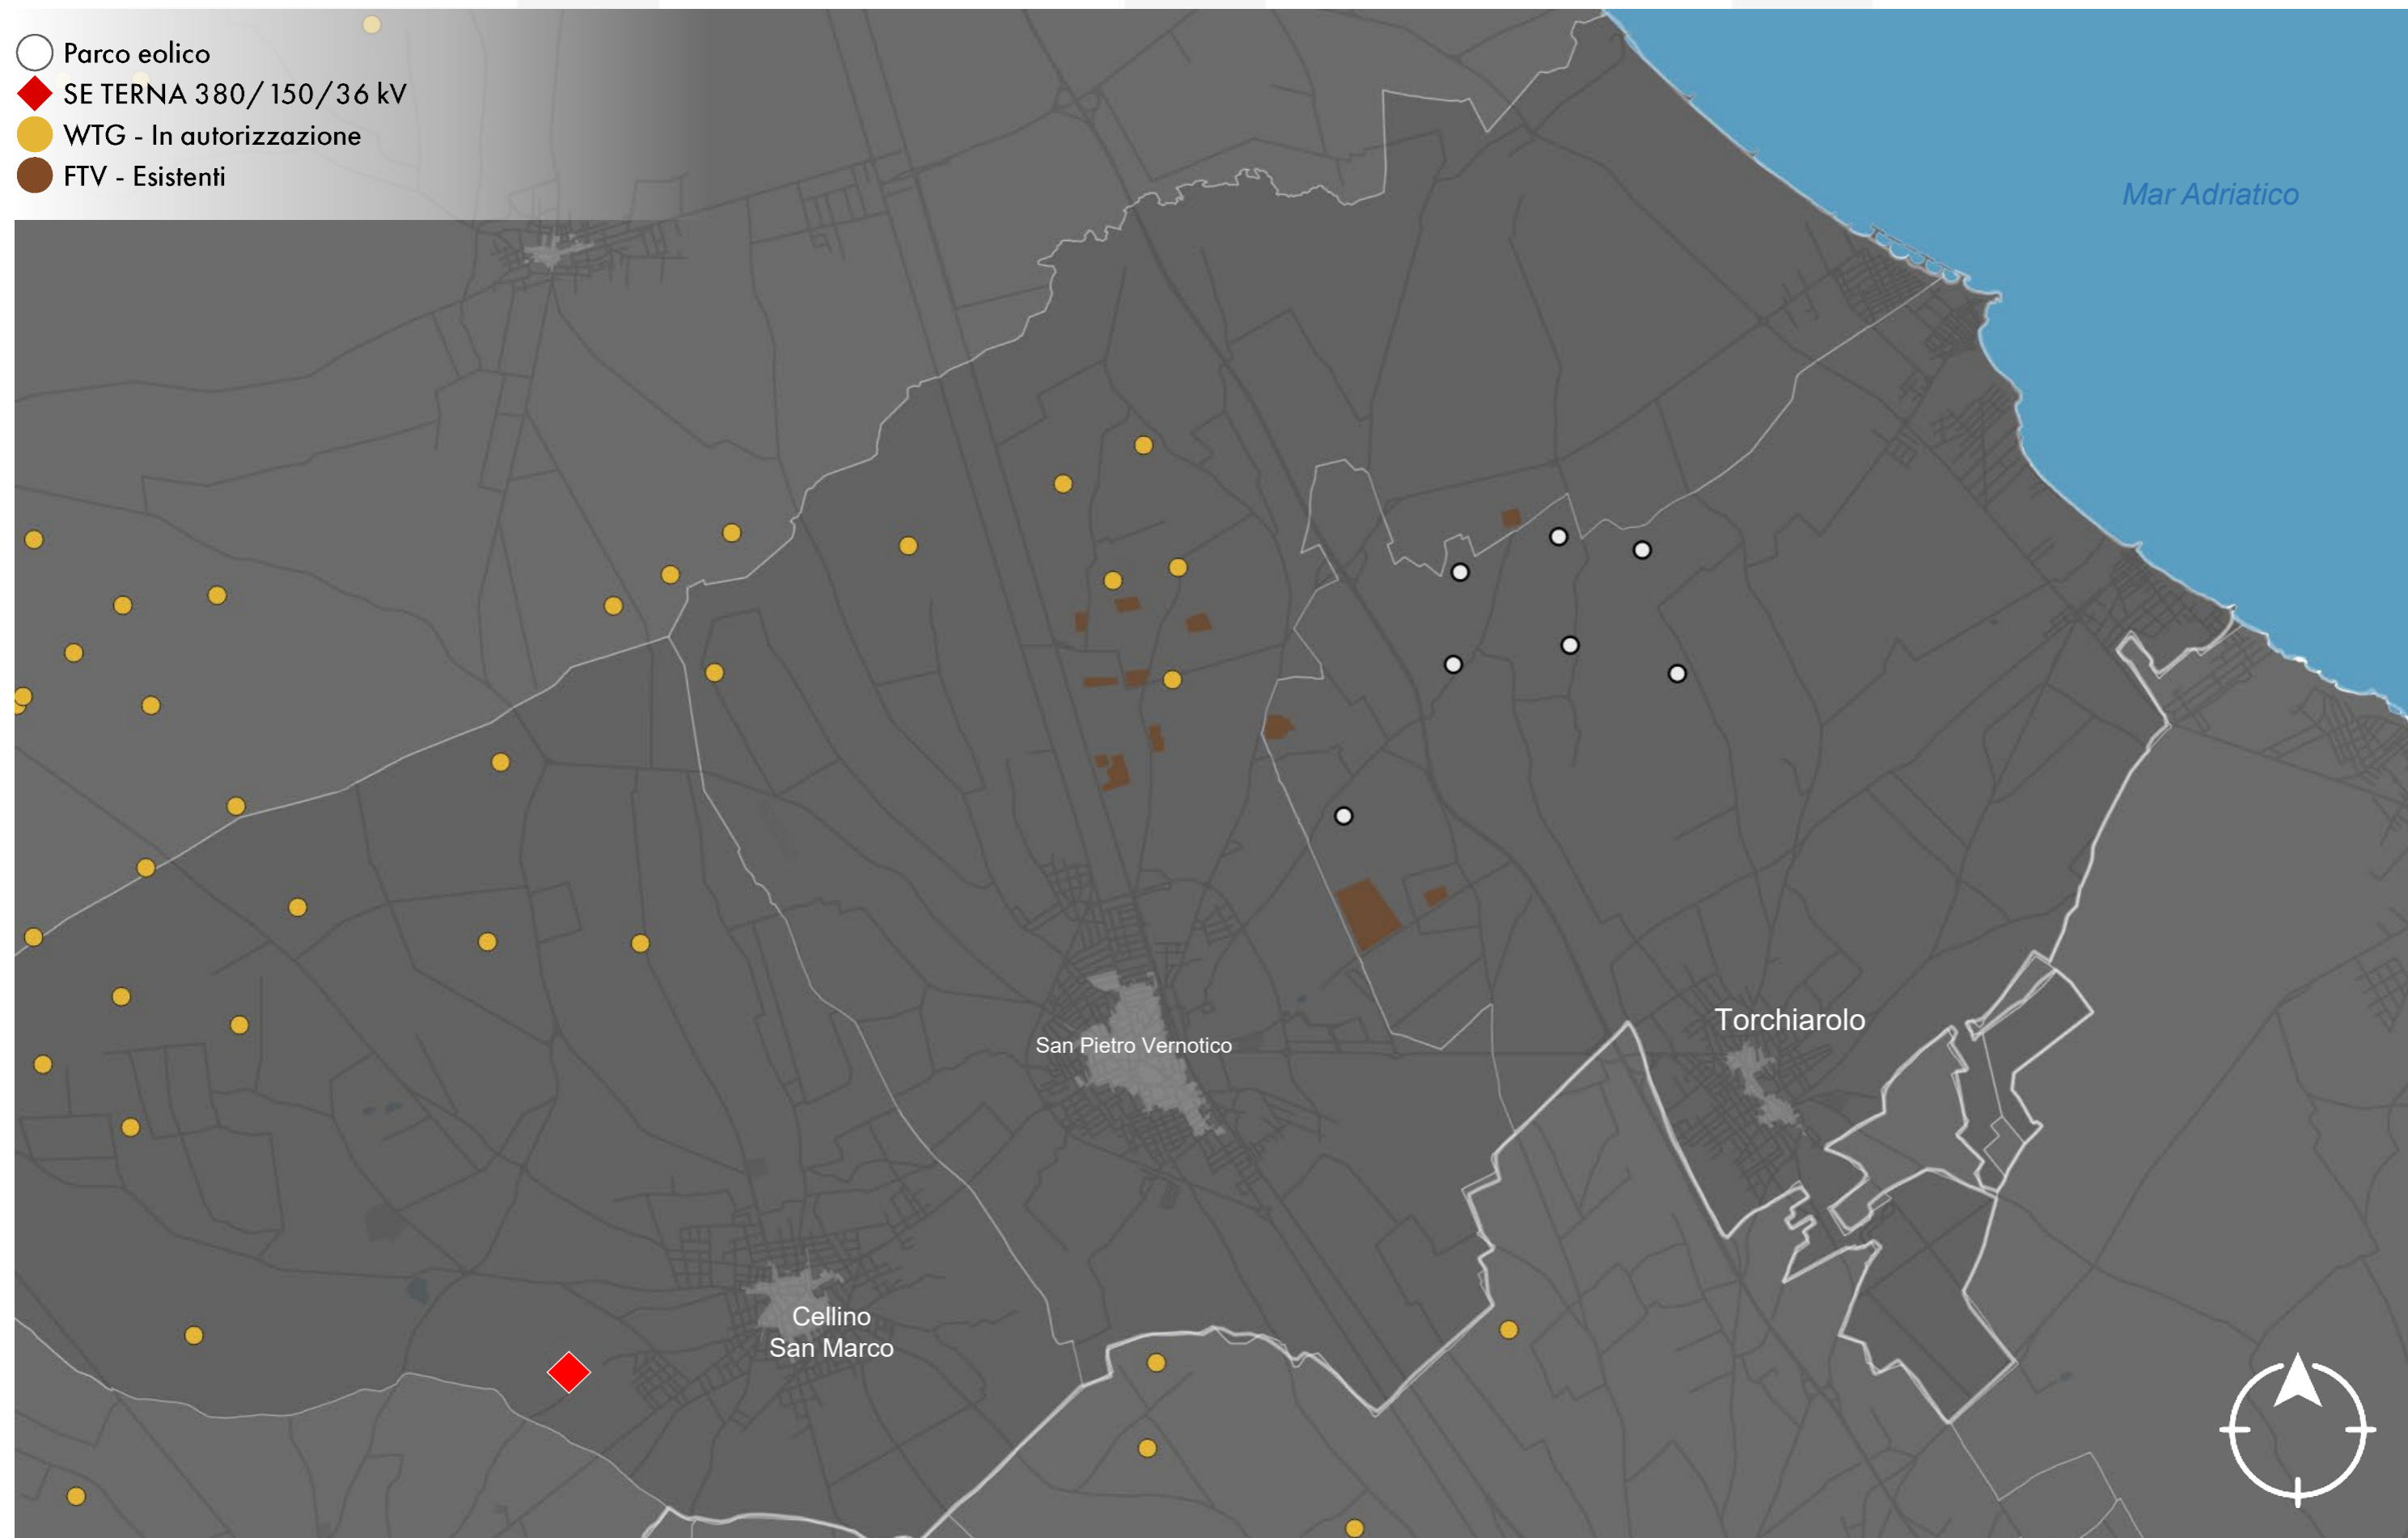 Parco eolico
SE TERNA 380/150/36 kV
WTG - In autorizzazione
FTV - Esistenti
Mar Adriatico
Torchiarolo
San Pietro Vernotico
Cellino
San Marco